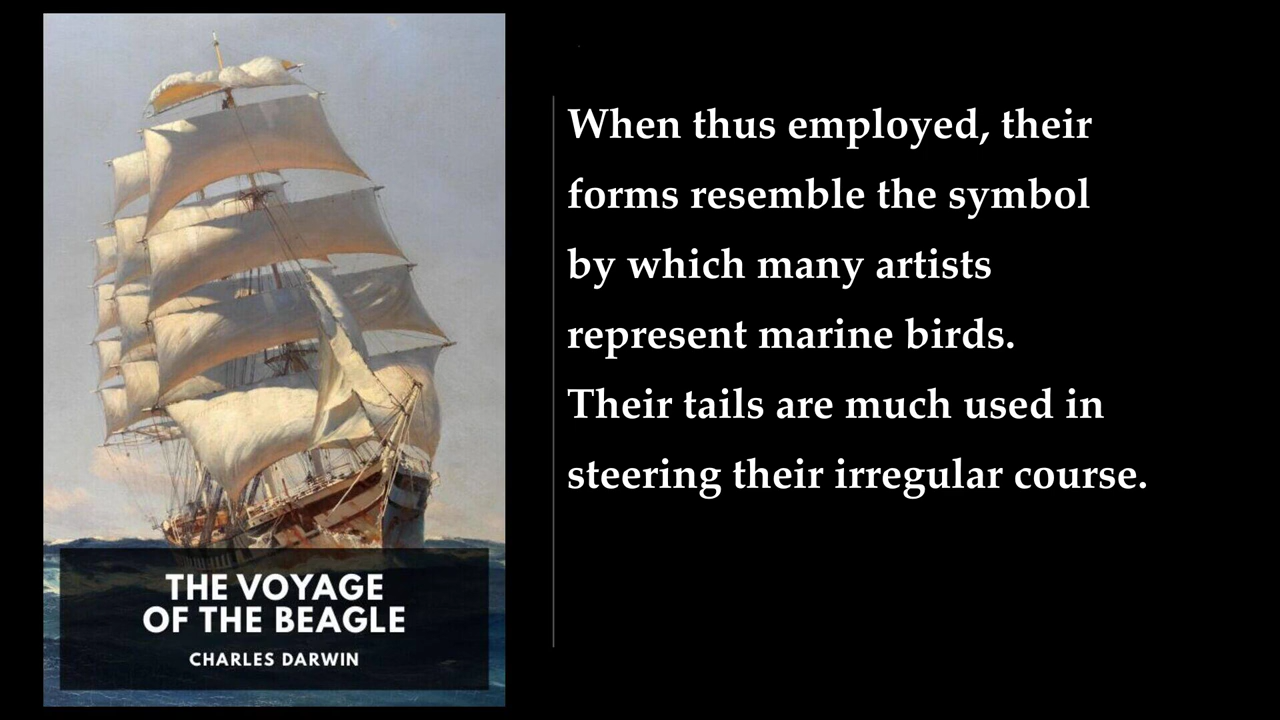 When thus employed, their
forms resemble the symbol
by which many artists
represent marine birds.
Their tails are much used in
steering their irregular course.
THE VOYAGE
OF THE BEAGLE
CHARLES DARWIN